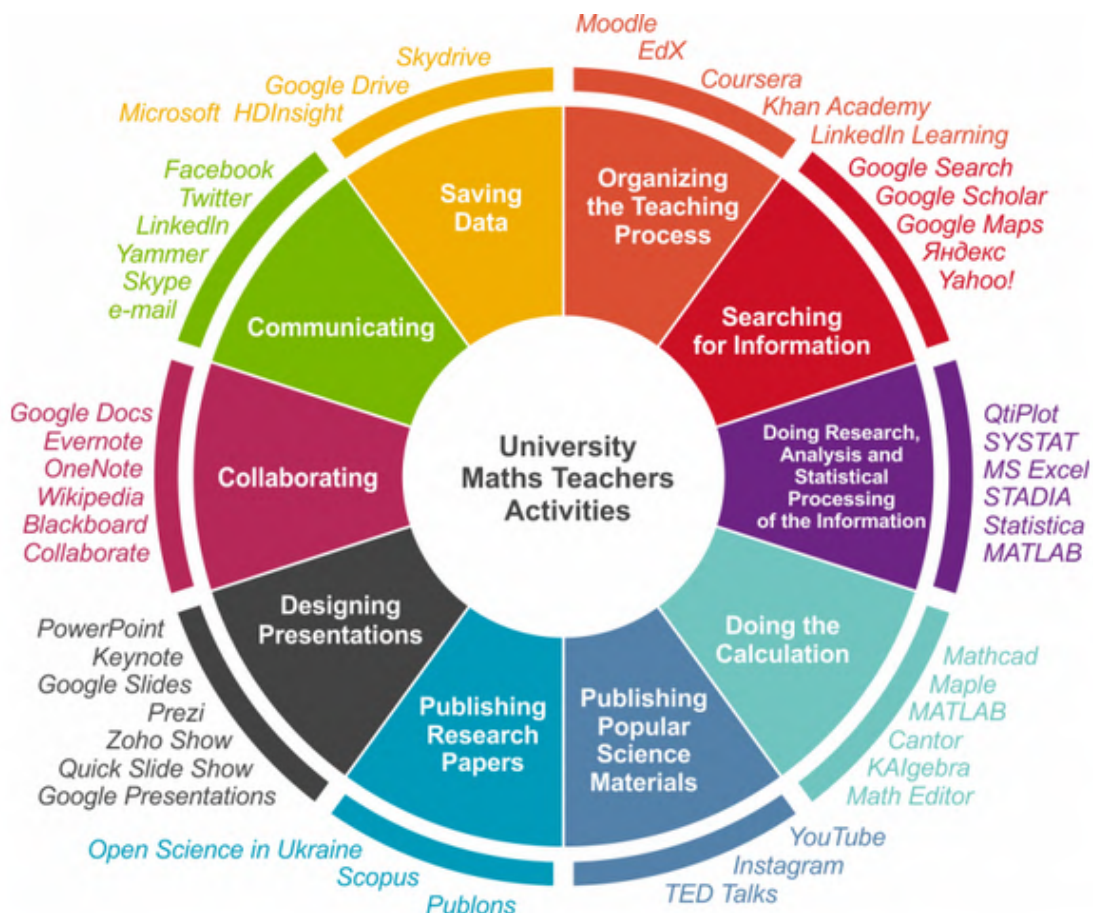 Moodle
EdX
Coursera
Khan Academy
LinkedIn Learning
Organizing
the Teaching
Process
Google Search
Google Scholar
Google Maps
Яндекс
Yahoo!
Searching
for Information
QtiPlot
SYSTAT
MS Excel
STADIA
Statistica
MATLAB
Doing Research,
Analysis and
Statistical
Processing
of the Information
Mathcad
Maple
MATLAB
Cantor
KAlgebra
Math Editor
Doing the
Calculation
YouTube
Instagram
TED Talks
Publishing
Popular
Science
Materials
Open Science in Ukraine
Scopus
Publons
Publishing
Research
Papers
PowerPoint
Keynote
Google Slides
Prezi
Zoho Show
Quick Slide Show
Google Presentations
Designing
Presentations
Google Docs
Evernote
OneNote
Wikipedia
Blackboard
Collaborate
Collaborating
Facebook
Twitter
LinkedIn
Yammer
Skype
e-mail
Communicating
Skydrive
Google Drive
Microsoft HDInsight
Saving
Data
University
Maths Teachers
Activities